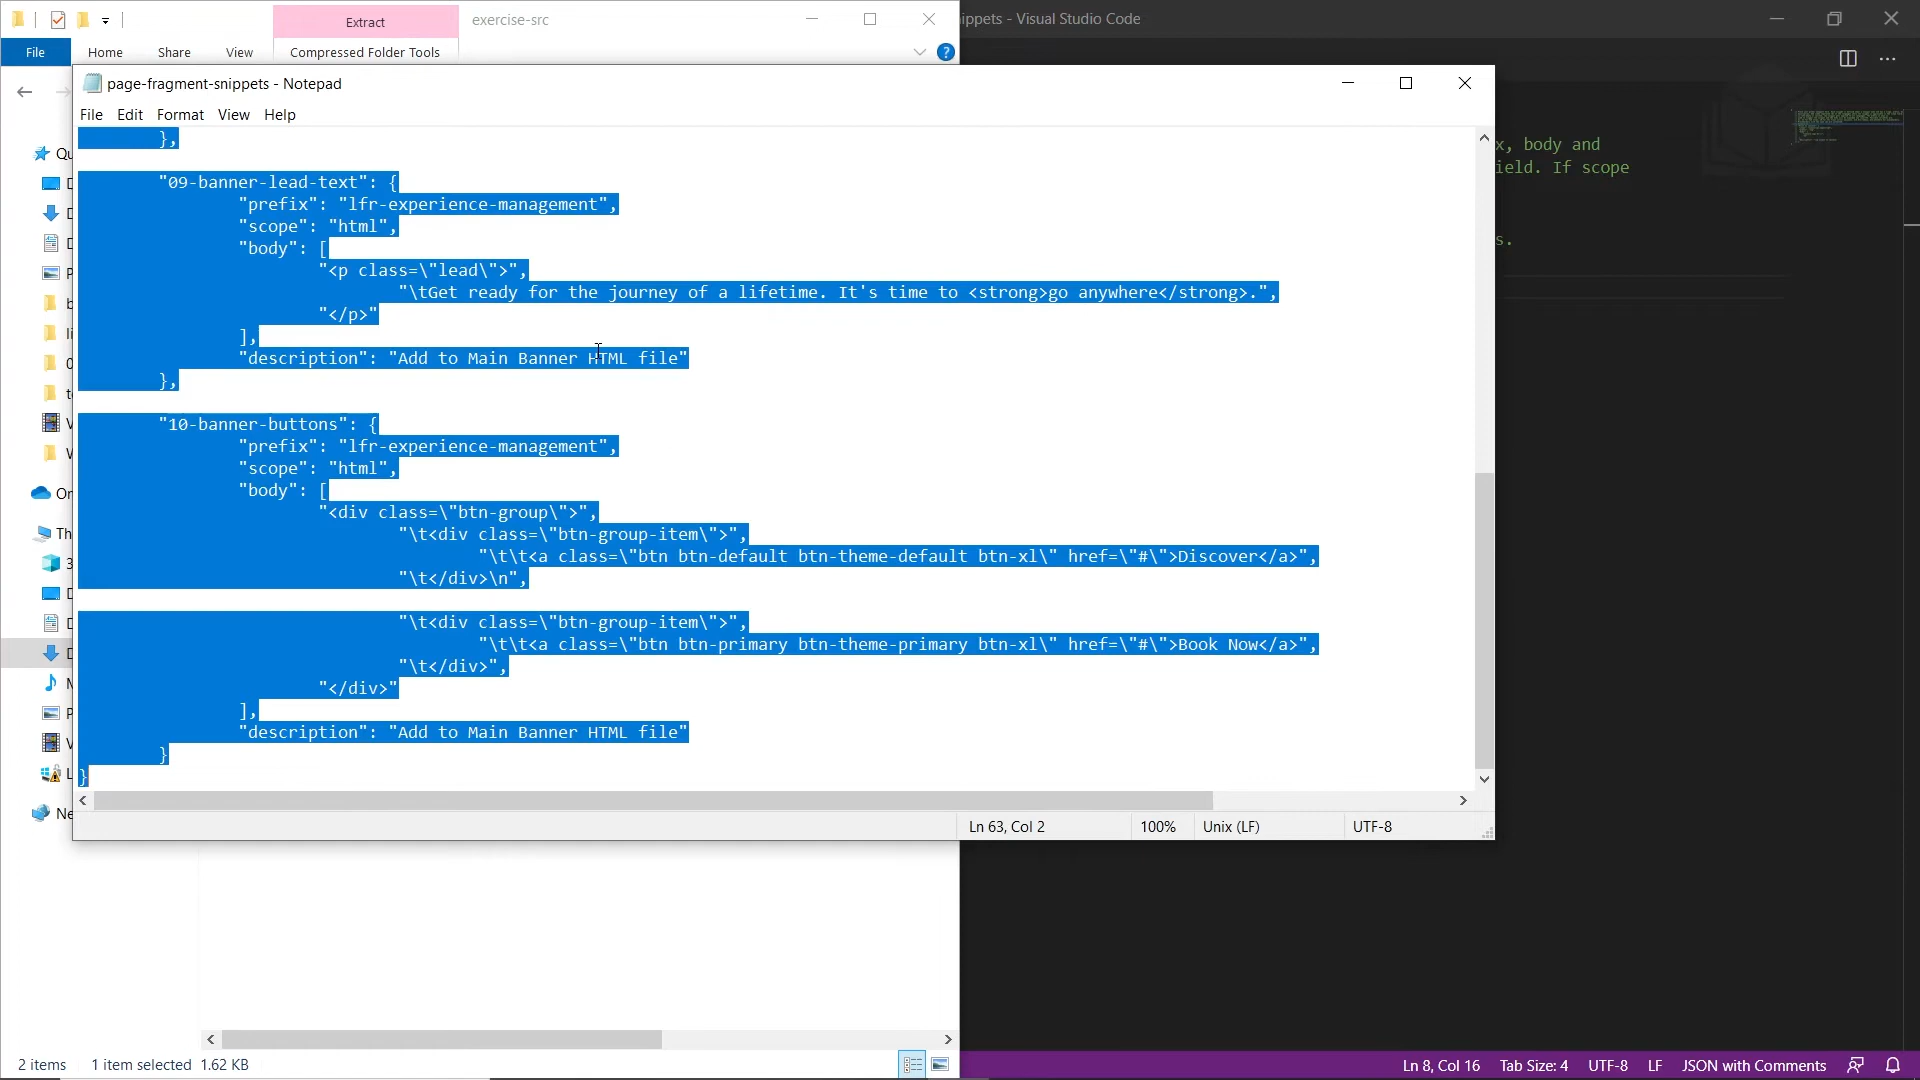 Extract
exercise-src
ippets - Visual Studio Code
File
Home
Share
View
Compressed Folder Tools
page-fragment-snippets - Notepad
File
Edit
Format
View
Help
},
"09-banner-lead-text": {
"prefix": "lfr-experience-management",
"scope": "html",
"body": [
"<p class=\"lead\">",
"\tGet ready for the journey of a lifetime. It's time to <strong>go anywhere</strong>.",
"</p>"
],
"description": "Add to Main Banner HTML file"
},
"10-banner-buttons": {
"prefix": "lfr-experience-management",
"scope": "html",
"body": [
"<div class=\"btn-group\">",
"\t<div class=\"btn-group-item\">",
"\t\t<a class=\"btn btn-default btn-theme-default btn-xl\" href=\"#\">Discover</a>",
"\t</div>\n",
"\t<div class=\"btn-group-item\">",
"\t\t<a class=\"btn btn-primary btn-theme-primary btn-xl\" href=\"#\">Book Now</a>",
"\t</div>",
"</div>"
],
"description": "Add to Main Banner HTML file"
}
}
Ln 63, Col 2
100%
Unix (LF)
UTF-8
x, body and
ield. If scope
s.
2 items
1 item selected 1.62 KB
Ln 8, Col 16
Tab Size: 4
UTF-8
LF
JSON with Comments